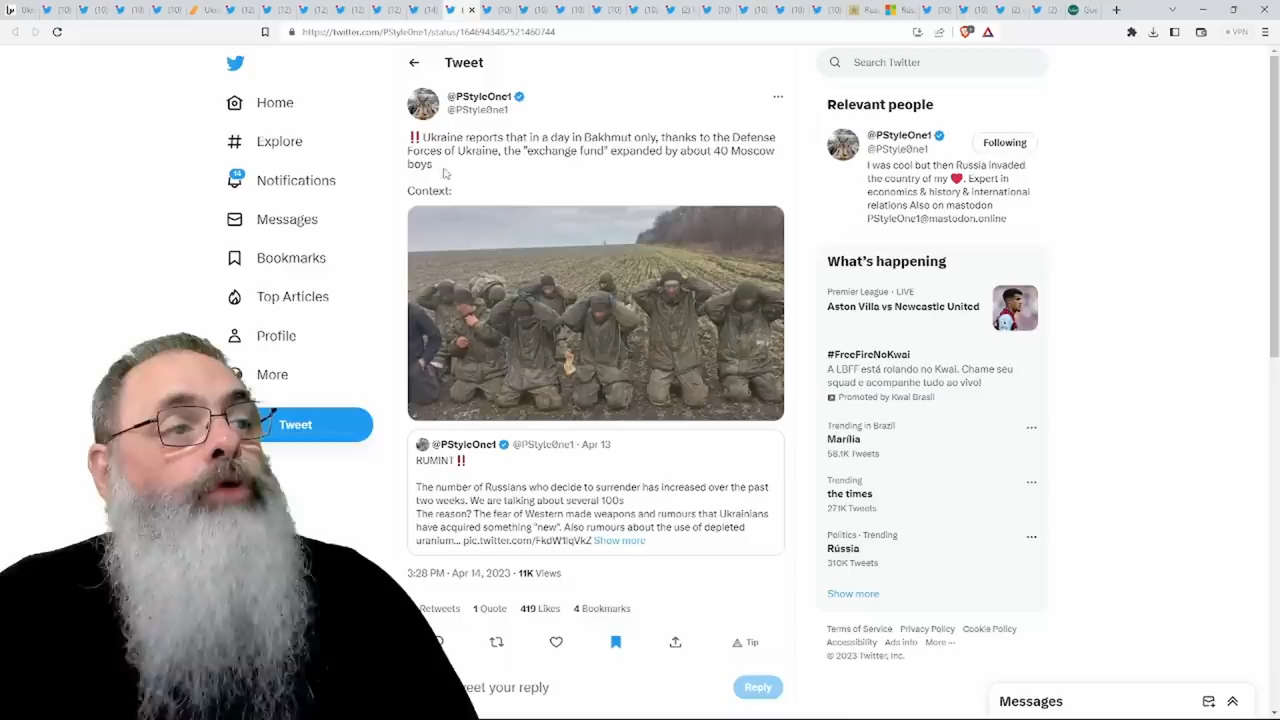 https://twitter.com/PStyle0ne1/status/1646943482521460744
VPN
Home
Explore
14
Notifications
Messages
Bookmarks
Top Articles
Profile
More
Tweet
Tweet
@PStyleOne1
@PStyle0ne1
‼️Ukraine reports that in a day in Bakhmut only, thanks to the Defense
Forces of Ukraine, the "exchange fund" expanded by about 40 Moscow
boys
Context:
@PStyleOne1 @PStyle0ne1 · Apr 13
RUMINT ‼️
The number of Russians who decide to surrender has increased over the past
two weeks. We are talking about several 100s
The reason? The fear of Western made weapons and rumours that Ukrainians
have acquired something "new". Also rumours about the use of depleted
uranium... pic.twitter.com/FkdW1lqVkZ Show more
3:28 PM · Apr 14, 2023 · 11K Views
Retweets 1 Quote 419 Likes 4 Bookmarks
Tip
eet your reply
Reply
Search Twitter
Relevant people
@PStyleOne1
@PStyle0ne1
Following
I was cool but then Russia invaded
the country of my ❤️. Expert in
economics & history & international
relations Also on mastodon
PStyleOne1@mastodon.online
What's happening
Premier League · LIVE
Aston Villa vs Newcastle United
#FreeFireNoKwai
A LBFF está rolando no Kwai. Chame seu
squad e acompanhe tudo ao vivo!
Promoted by Kwai Brasil
Trending in Brazil
Marília
58.1K Tweets
Trending
the times
271K Tweets
Politics · Trending
Rússia
310K Tweets
Show more
Terms of Service Privacy Policy Cookie Policy
Accessibility Ads info More ···
© 2023 Twitter, Inc.
Messages